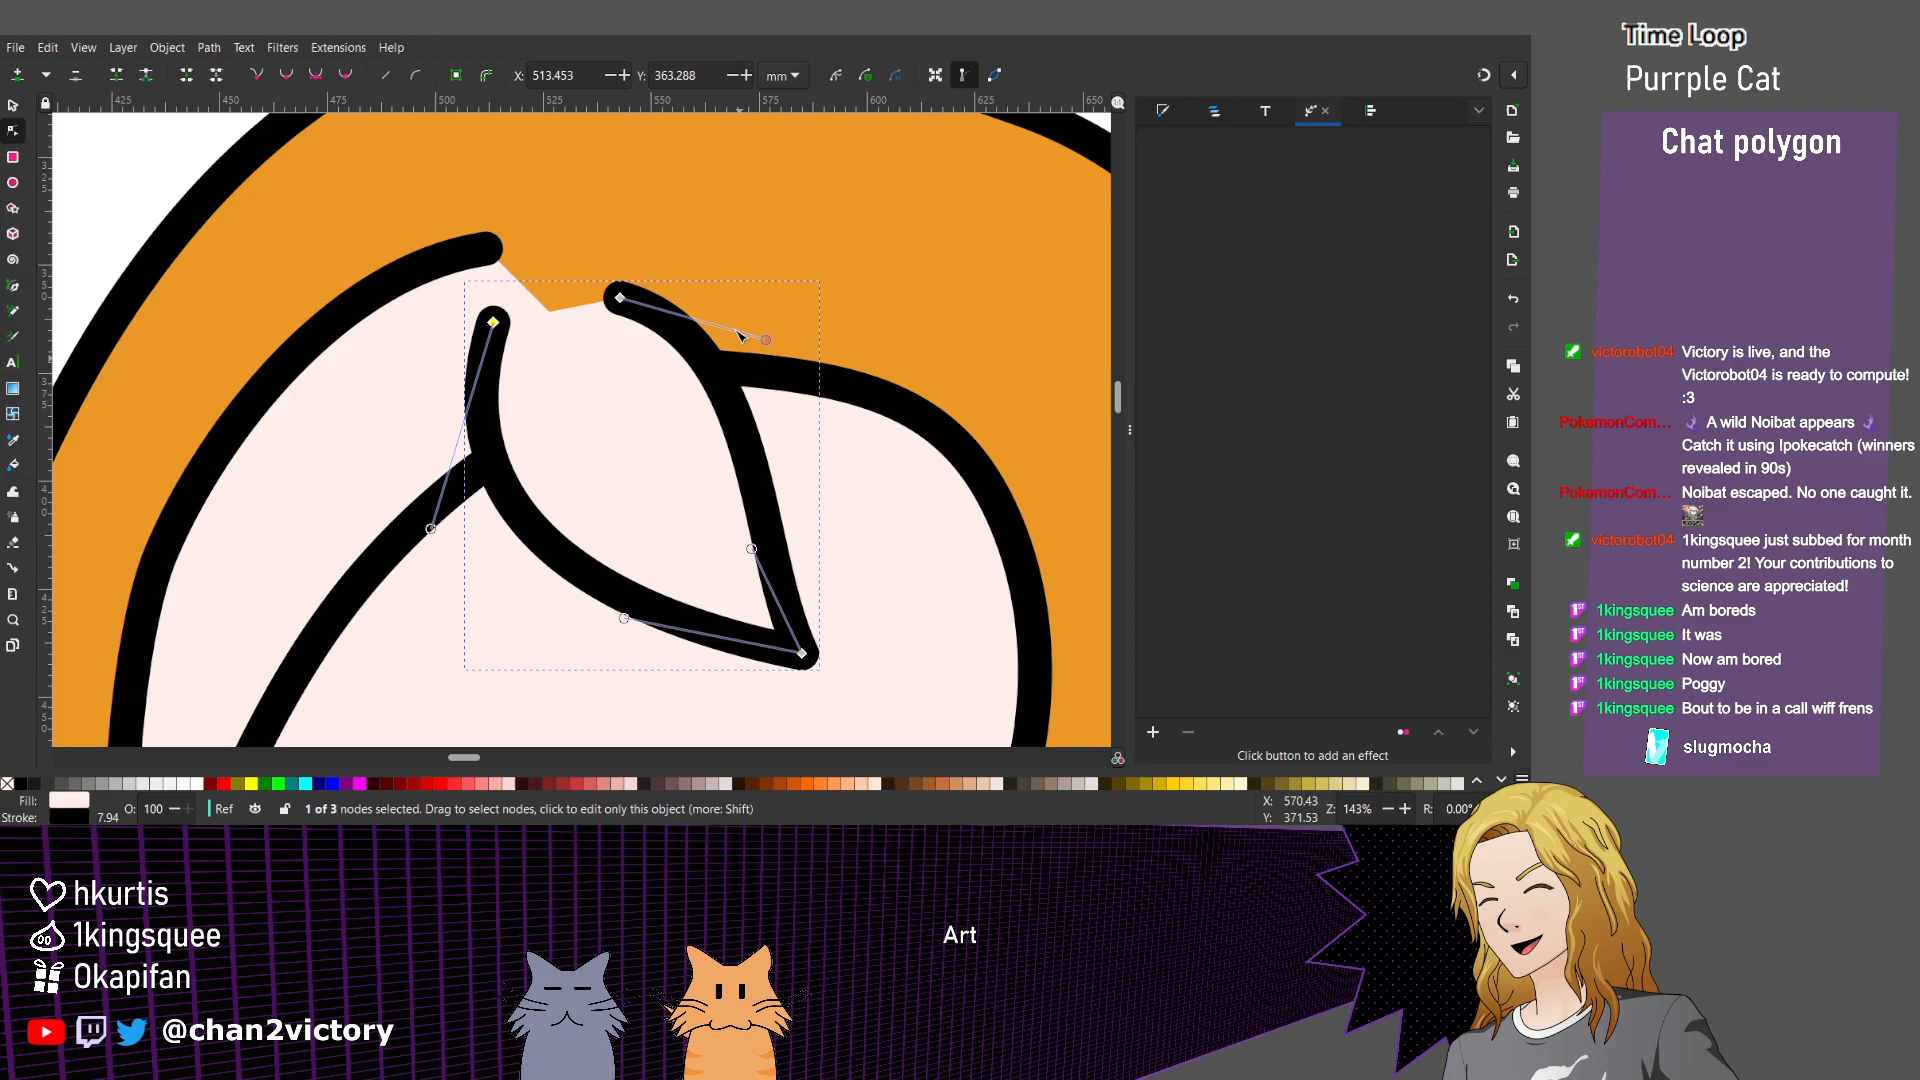 Time Loop
Purrple Cat
Chat polygon
File Edit View Layer Object Path Text Filters Extensions Help
X: 513.453 Y: 363.288 mm
425 450 475 500 525 550 575 600 625 650
victorobot04 Victory is live, and the
Victorobot04 is ready to compute!
:3
PokemonCom... A wild Noibat appears
Catch it using !pokecatch (winners
revealed in 90s)
PokemonCom... Noibat escaped. No one caught it.
victorobot04 1kingsquee just subbed for month
number 2! Your contributions to
science are appreciated!
1kingsquee Am boreds
1kingsquee It was
1kingsquee Now am bored
1kingsquee Poggy
1kingsquee Bout to be in a call wiff frens
slugmocha
Click button to add an effect
Fill: O: 100 Ref 1 of 3 nodes selected. Drag to select nodes, click to edit only this object (more: Shift) X: 570.43 Z: 143% R: 0.00°
Stroke: 7.94 Y: 371.53
hkurtis
1kingsquee
Okapifan
@chan2victory
Art